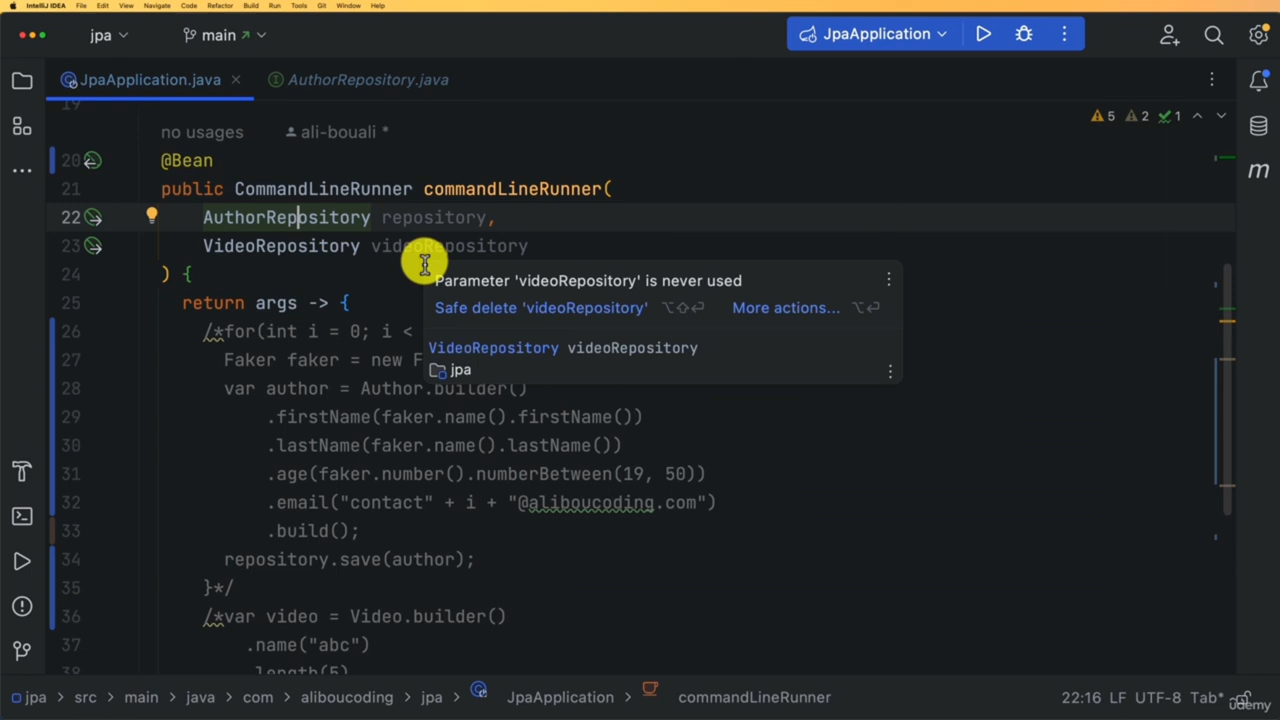 IntelliJ IDEA File Edit View Navigate Code Refactor Build Run Tools Git Window Help
jpa main JpaApplication
JpaApplication.java AuthorRepository.java
19
no usages ali-bouali *
5 2 1
20 @Bean
21 public CommandLineRunner commandLineRunner(
22 AuthorRepository repository,
23 VideoRepository videoRepository
24 ) {
Parameter 'videoRepository' is never used
25 return args -> {
Safe delete 'videoRepository' ⌥⇧⏎ More actions... ⌥⏎
26 /*for(int i = 0; i <
VideoRepository videoRepository
27 Faker faker = new F
jpa
28 var author = Author.builder()
29 .firstName(faker.name().firstName())
30 .lastName(faker.name().lastName())
31 .age(faker.number().numberBetween(19, 50))
32 .email("contact" + i + "@aliboucoding.com")
33 .build();
34 repository.save(author);
35 }*/
36 /*var video = Video.builder()
37 .name("abc")
38 .length(5)
jpa > src > main > java > com > aliboucoding > jpa > JpaApplication > commandLineRunner 22:16 LF UTF-8 Tab*
udemy